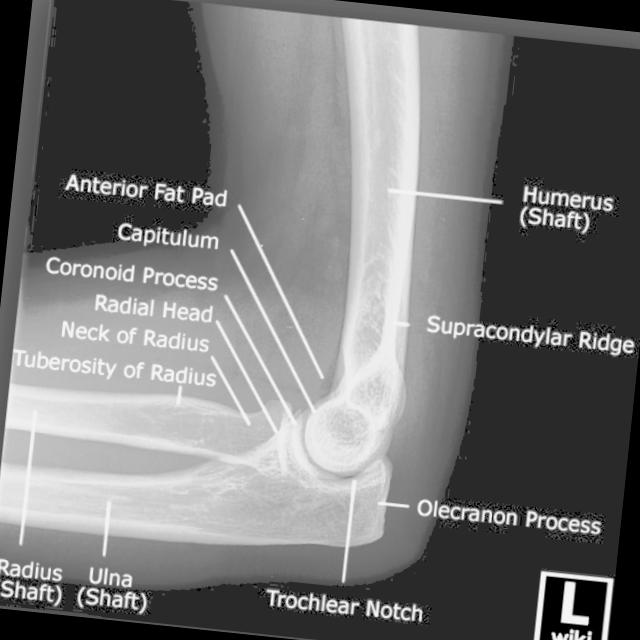 Anterior Fat Pad
Capitulum
Coronoid Process
Radial Head
Neck of Radius
Tuberosity of Radius
Humerus
(Shaft)
Supracondylar Ridge
Olecranon Process
Radius
(Shaft)
Ulna
(Shaft)
Trochlear Notch
L
wiki